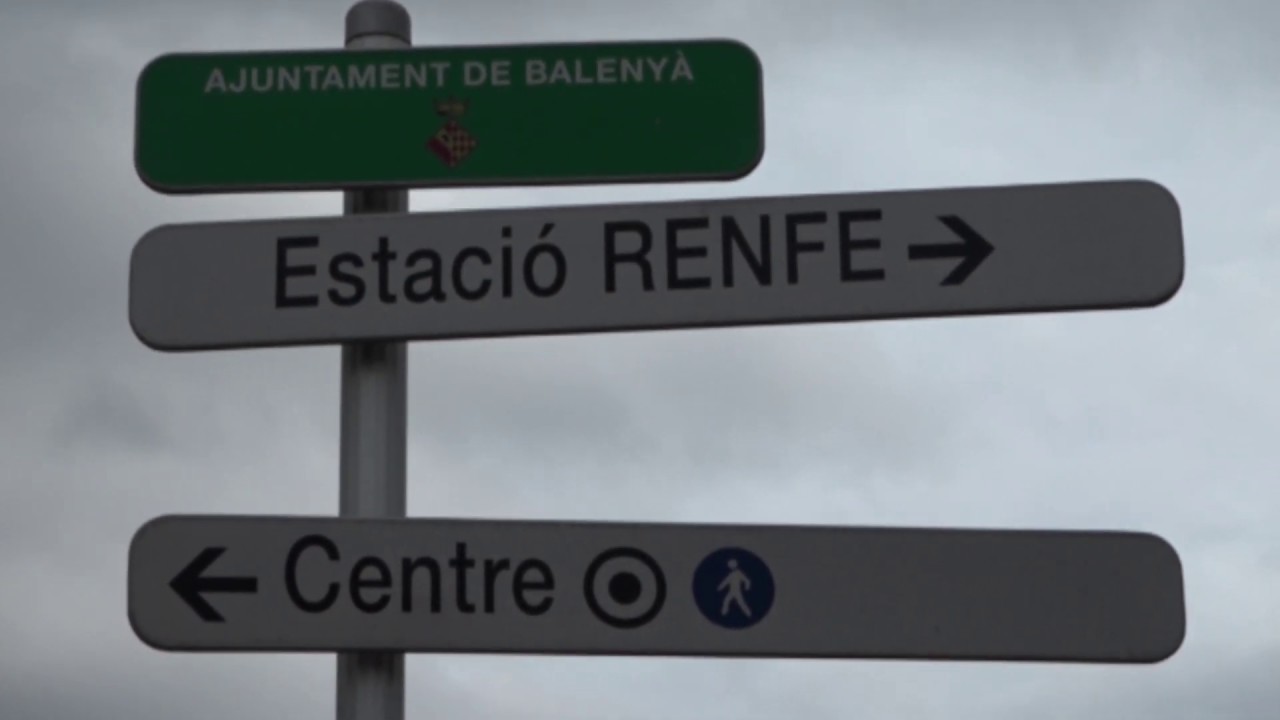 AJUNTAMENT DE BALENYÀ
Estació RENFE →
← Centre